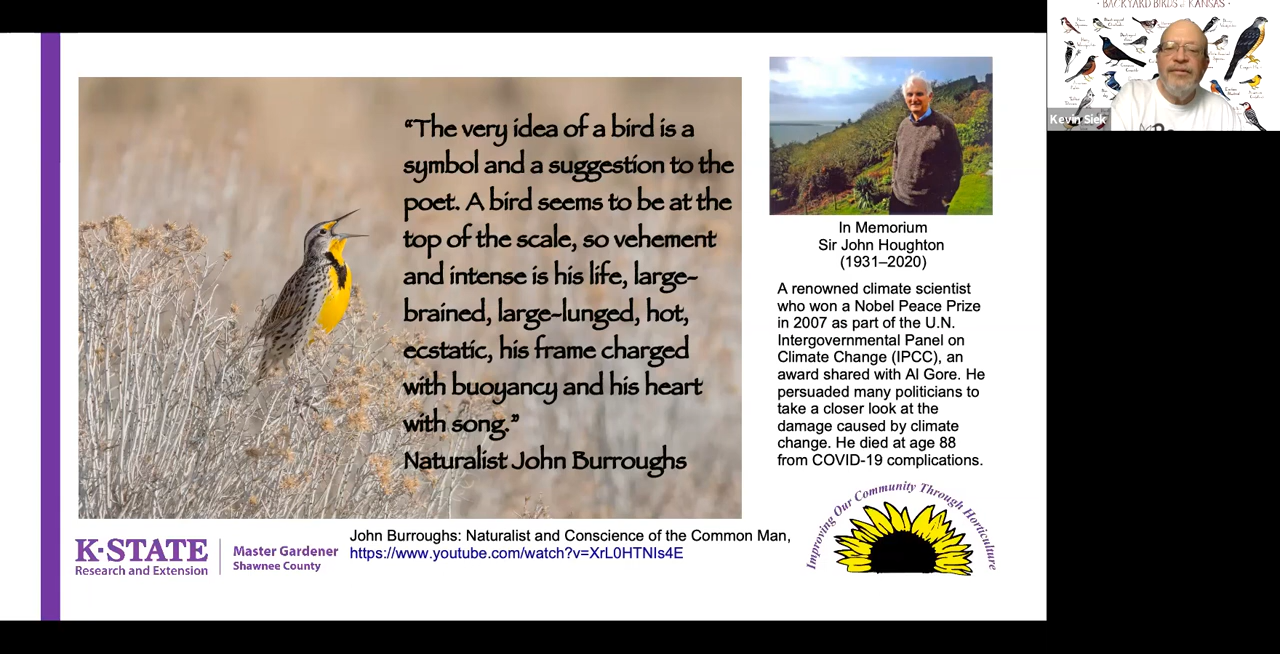 “The very idea of a bird is a
symbol and a suggestion to the
poet. A bird seems to be at the
top of the scale, so vehement
and intense is his life, large-
brained, large-lunged, hot,
ecstatic, his frame charged
with buoyancy and his heart
with song.”
Naturalist John Burroughs
In Memorium
Sir John Houghton
(1931–2020)
A renowned climate scientist
who won a Nobel Peace Prize
in 2007 as part of the U.N.
Intergovernmental Panel on
Climate Change (IPCC), an
award shared with Al Gore. He
persuaded many politicians to
take a closer look at the
damage caused by climate
change. He died at age 88
from COVID-19 complications.
Improving Our Community Through Horticulture
K-STATE
Research and Extension
Master Gardener
Shawnee County
John Burroughs: Naturalist and Conscience of the Common Man,
https://www.youtube.com/watch?v=XrL0HTNIs4E
· BACKYARD BIRDS of KANSAS ·
Kevin Siek